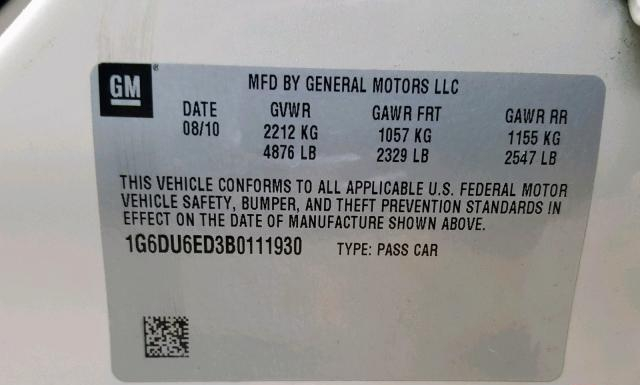 GM ®
MFD BY GENERAL MOTORS LLC
DATE GVWR GAWR FRT GAWR RR
08/10 2212 KG 1057 KG 1155 KG
4876 LB 2329 LB 2547 LB
THIS VEHICLE CONFORMS TO ALL APPLICABLE U.S. FEDERAL MOTOR
VEHICLE SAFETY, BUMPER, AND THEFT PREVENTION STANDARDS IN
EFFECT ON THE DATE OF MANUFACTURE SHOWN ABOVE.
1G6DU6ED3B0111930 TYPE: PASS CAR